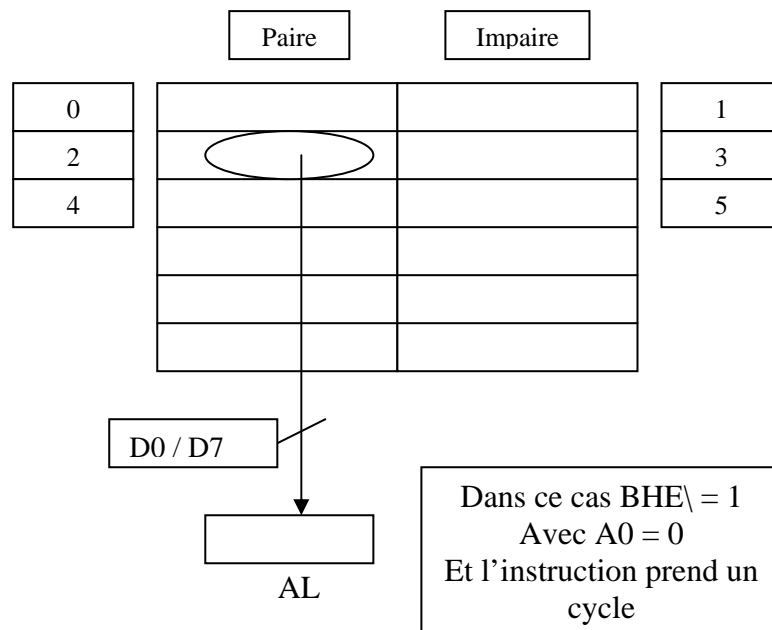 Paire Impaire
0 1
2 3
4 5
D0 / D7
Dans ce cas BHE\ = 1
Avec A0 = 0
Et l’instruction prend un
cycle
AL